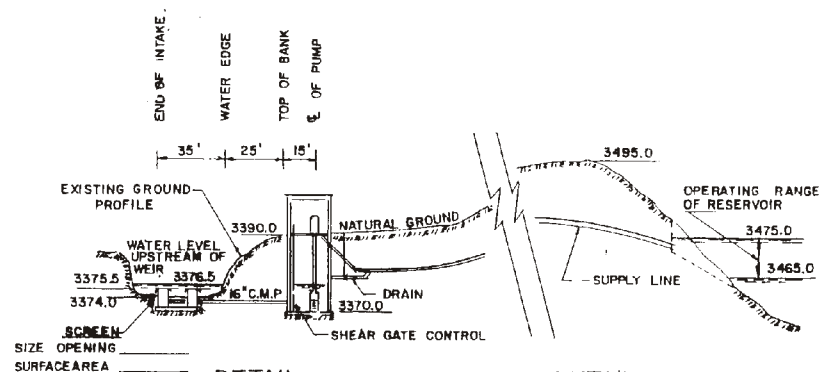 END OF INTAKE.
WATER EDGE
TOP OF BANK
℄ OF PUMP
35'
25'
15'
3495.0
EXISTING GROUND
PROFILE
OPERATING RANGE
OF RESERVOIR
3390.0
NATURAL GROUND
3475.0
WATER LEVEL
UPSTREAM OF
WEIR
3376.5
3375.5
3465.0
SUPPLY LINE
16" C.M.P
DRAIN
3374.0
3370.0
SCREEN
SHEAR GATE CONTROL
SIZE OPENING
SURFACE AREA